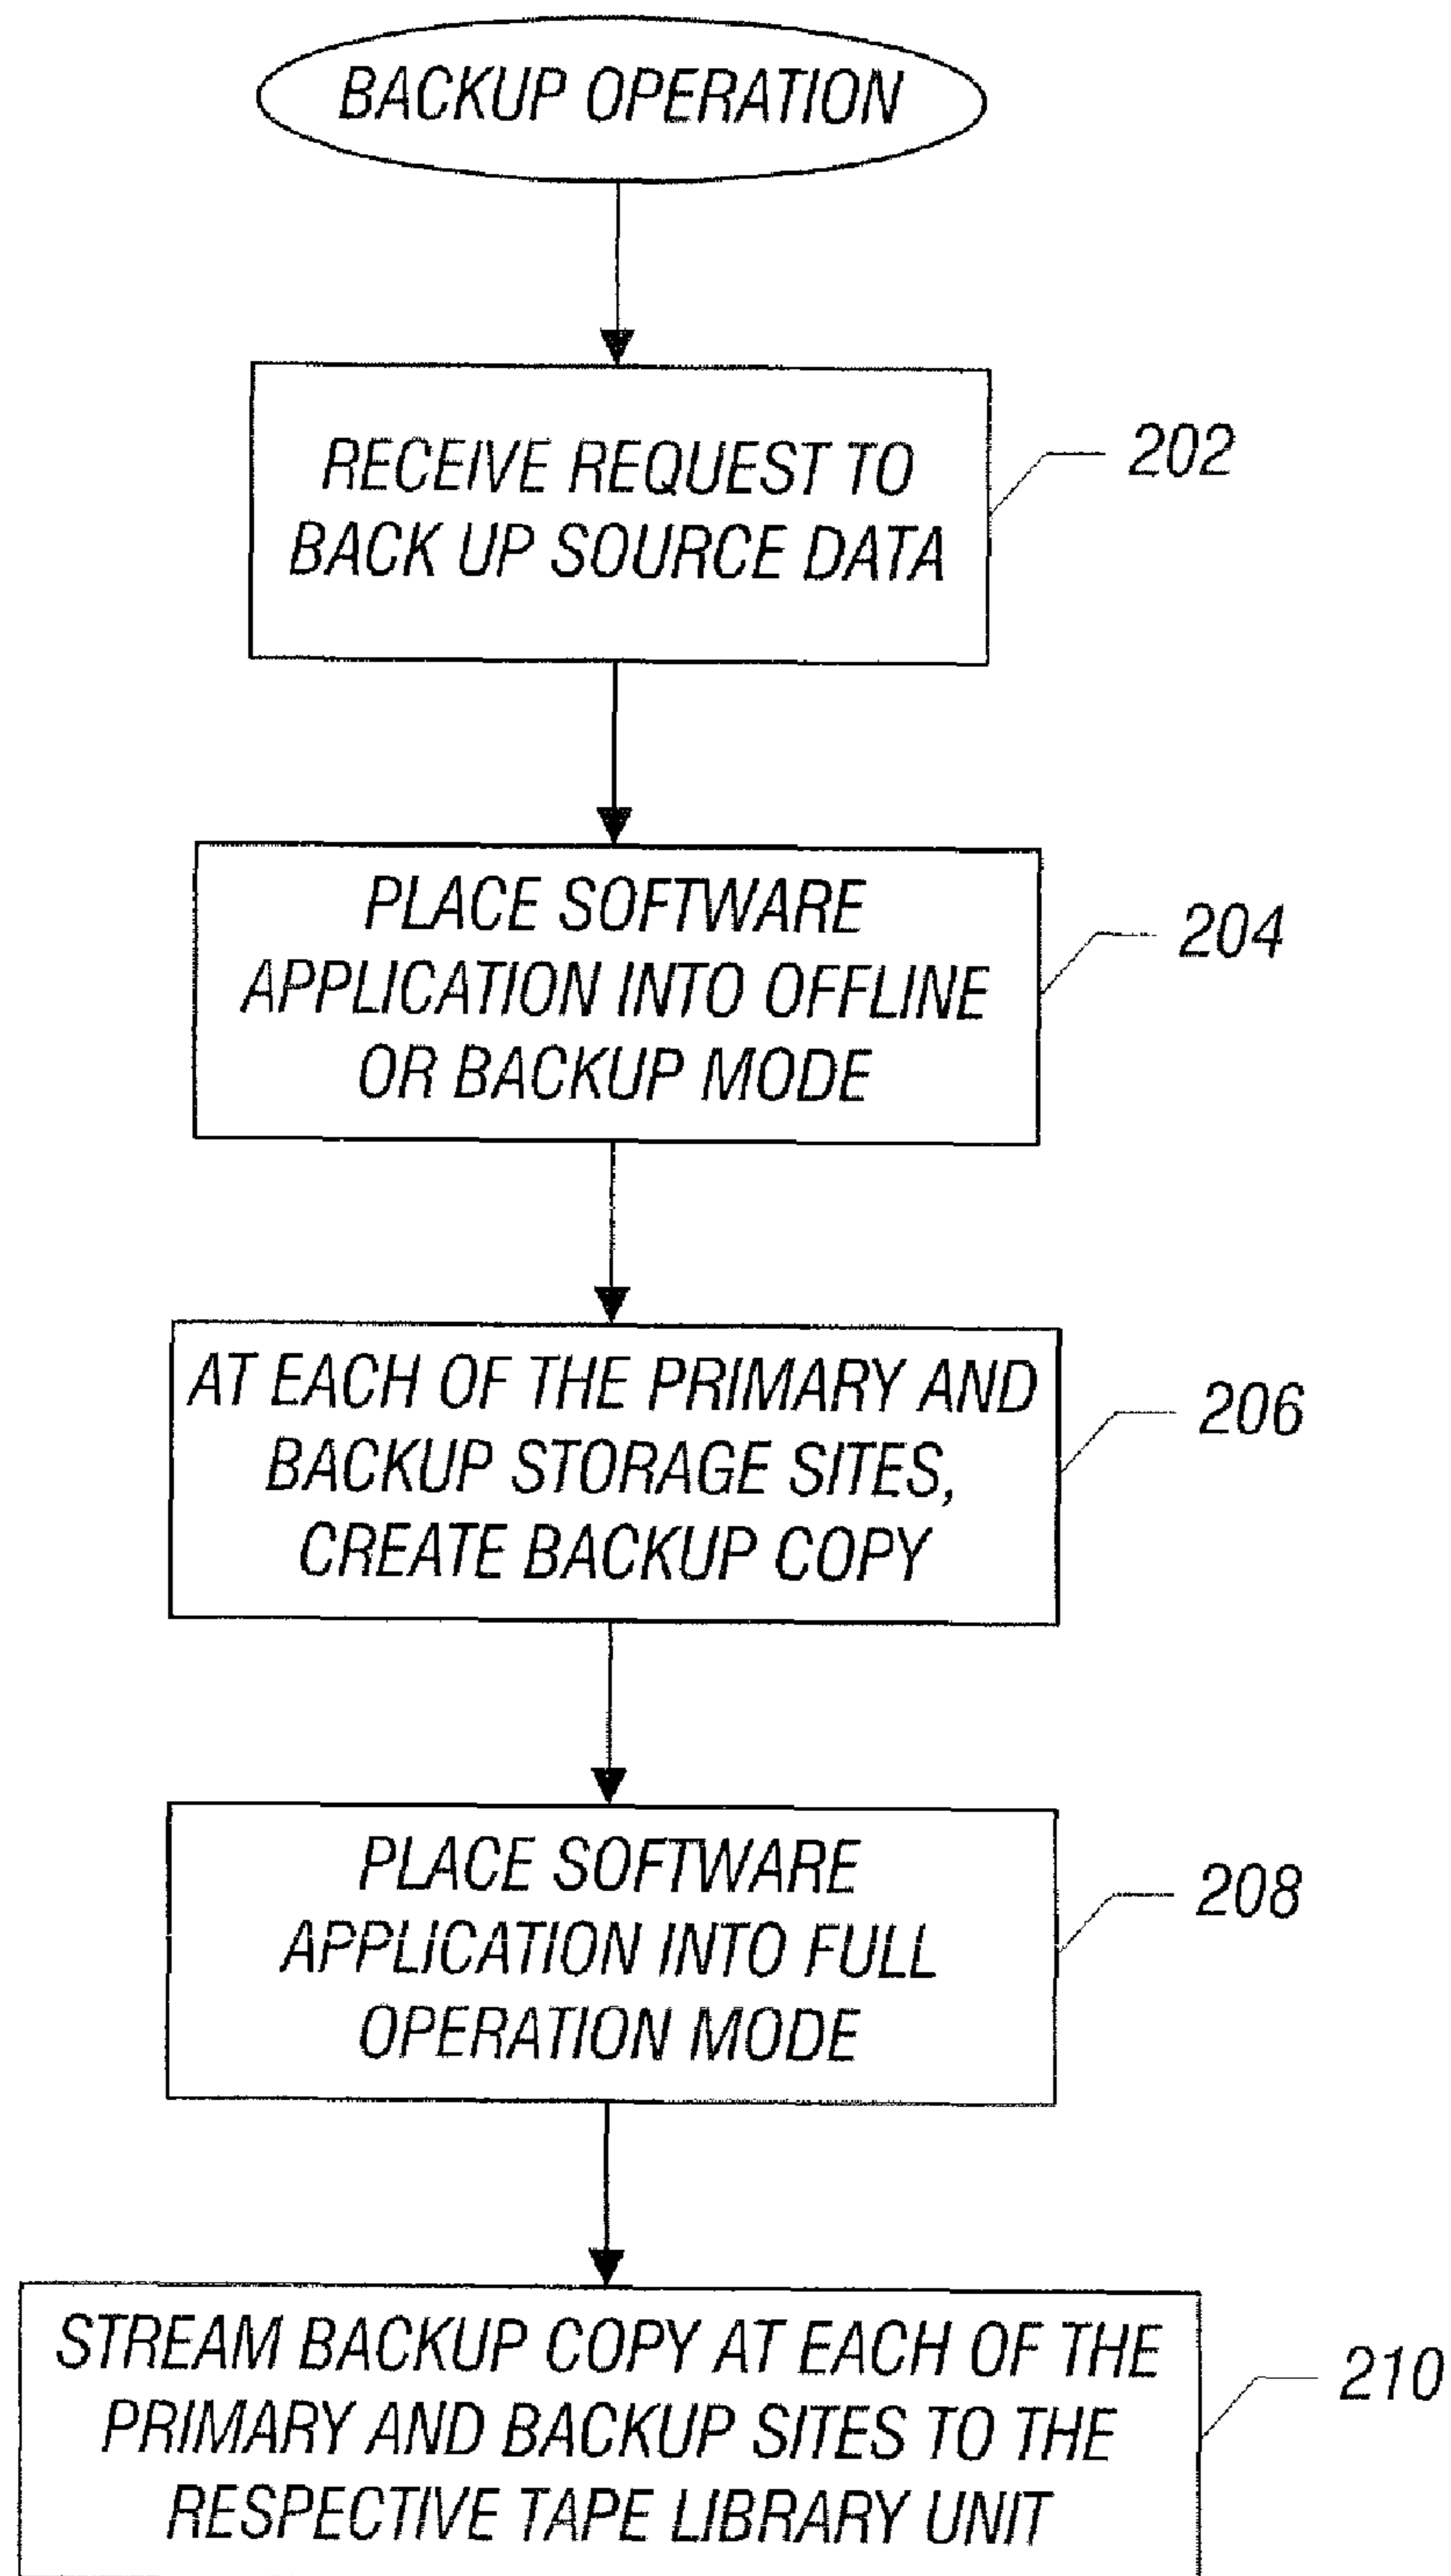 BACKUP OPERATION
RECEIVE REQUEST TO
BACK UP SOURCE DATA
202
PLACE SOFTWARE
APPLICATION INTO OFFLINE
OR BACKUP MODE
204
AT EACH OF THE PRIMARY AND
BACKUP STORAGE SITES,
CREATE BACKUP COPY
206
PLACE SOFTWARE
APPLICATION INTO FULL
OPERATION MODE
208
STREAM BACKUP COPY AT EACH OF THE
PRIMARY AND BACKUP SITES TO THE
RESPECTIVE TAPE LIBRARY UNIT
210